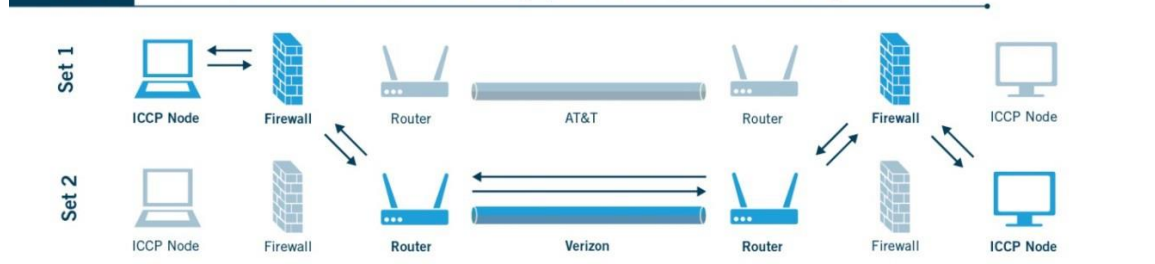 Set 1
ICCP Node Firewall Router AT&T Router Firewall ICCP Node
Set 2
ICCP Node Firewall Router Verizon Router Firewall ICCP Node